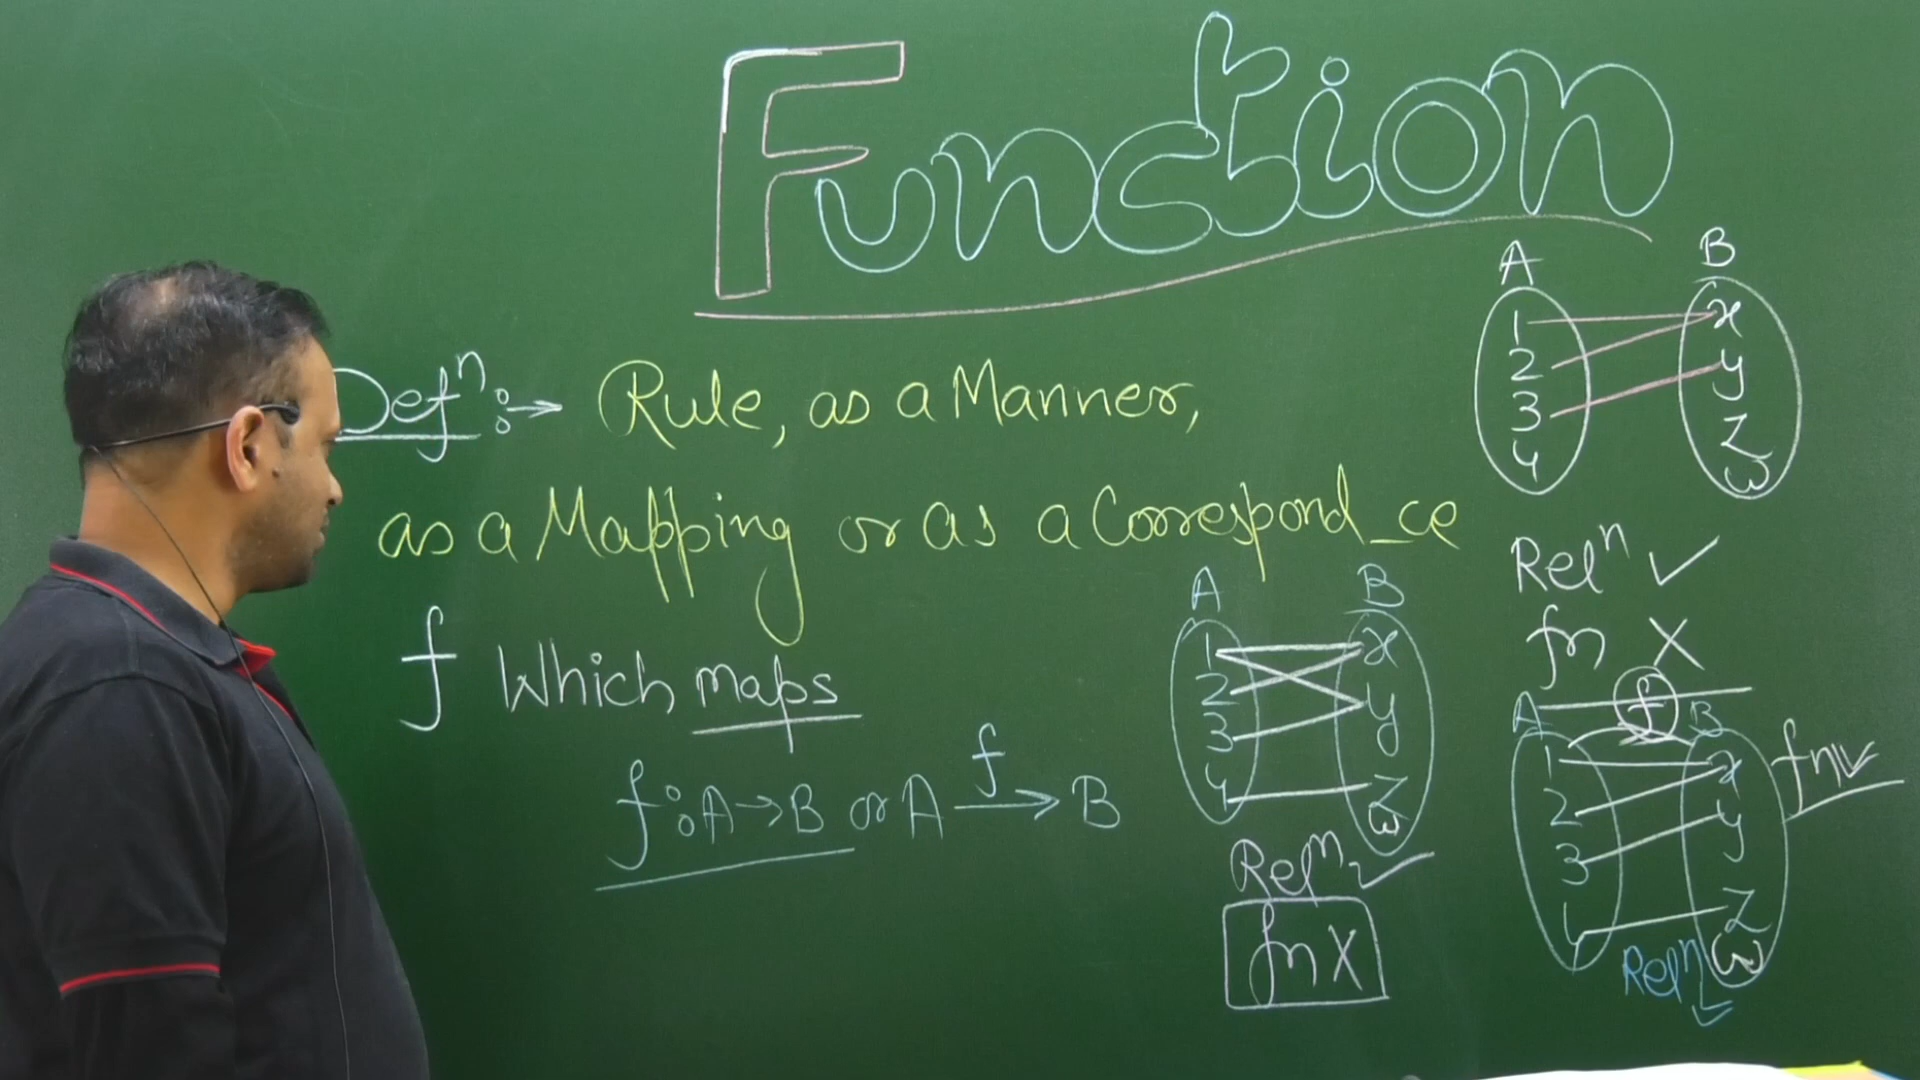 Function
Defⁿ :→ Rule, as a Manner,
as a Mapping or as a Correspond_ce
f Which maps
f : A → B or A f→ B
A B
1 x
2 y
3 z
4 w
Relⁿ ✓
fn X
A B
1 x
2 y
3 z
4 w
Relⁿ ✓
fn X
A f B
1 x
2 y
3 z
4 w
fn ✓
Relⁿ ✓